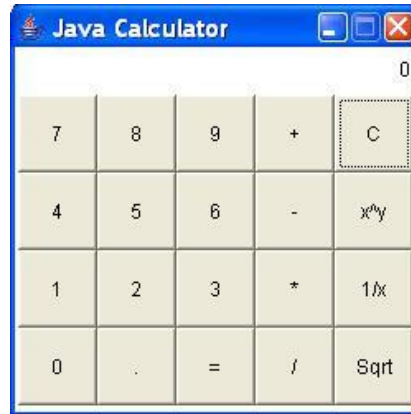 Java Calculator
0
7 8 9 + C
4 5 6 - x^y
1 2 3 * 1/x
0 . = / Sqrt